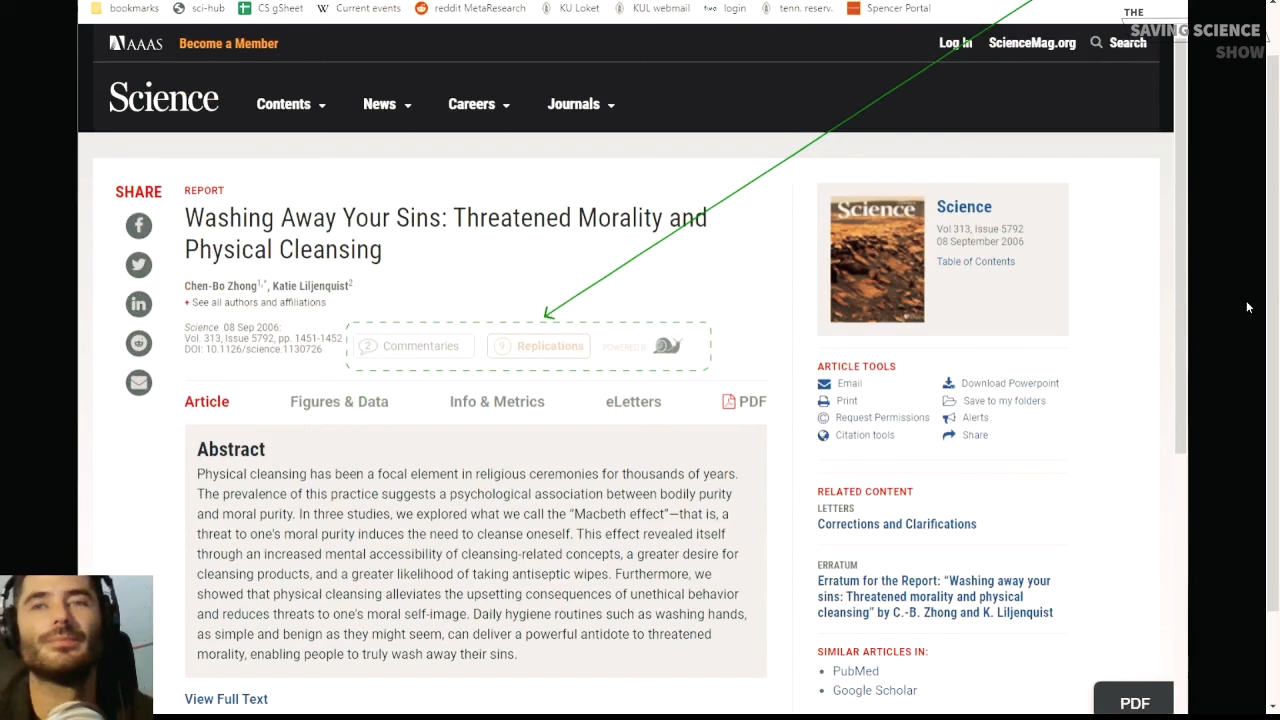 bookmarks sci-hub CS gSheet W Current events reddit MetaResearch KU Loket KUL webmail login tenn. reserv. Spencer Portal
THE
SAVING SCIENCE
SHOW
AAAS Become a Member Log In ScienceMag.org Search
Science Contents News Careers Journals
SHARE
REPORT
Washing Away Your Sins: Threatened Morality and
Physical Cleansing
Chen-Bo Zhong1,*, Katie Liljenquist2
+ See all authors and affiliations
Science 08 Sep 2006:
Vol. 313, Issue 5792, pp. 1451-1452
DOI: 10.1126/science.1130726
2 Commentaries 9 Replications POWERED B
Article Figures & Data Info & Metrics eLetters PDF
Abstract
Physical cleansing has been a focal element in religious ceremonies for thousands of years.
The prevalence of this practice suggests a psychological association between bodily purity
and moral purity. In three studies, we explored what we call the “Macbeth effect”—that is, a
threat to one's moral purity induces the need to cleanse oneself. This effect revealed itself
through an increased mental accessibility of cleansing-related concepts, a greater desire for
cleansing products, and a greater likelihood of taking antiseptic wipes. Furthermore, we
showed that physical cleansing alleviates the upsetting consequences of unethical behavior
and reduces threats to one's moral self-image. Daily hygiene routines such as washing hands,
as simple and benign as they might seem, can deliver a powerful antidote to threatened
morality, enabling people to truly wash away their sins.
View Full Text
Science
Science
Vol 313, Issue 5792
08 September 2006
Table of Contents
ARTICLE TOOLS
Email Download Powerpoint
Print Save to my folders
Request Permissions Alerts
Citation tools Share
RELATED CONTENT
LETTERS
Corrections and Clarifications
ERRATUM
Erratum for the Report: “Washing away your
sins: Threatened morality and physical
cleansing” by C.-B. Zhong and K. Liljenquist
SIMILAR ARTICLES IN:
PubMed
Google Scholar
PDF